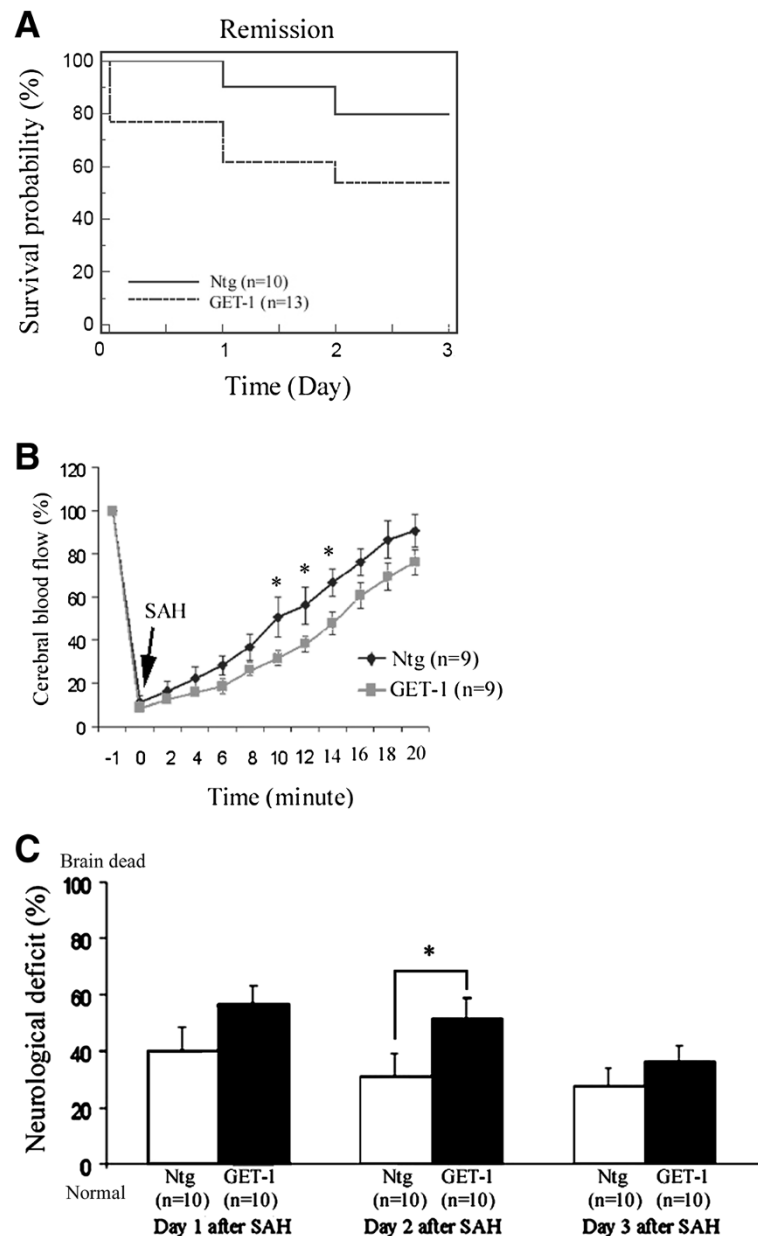 A
Remission
Survival probability (%)
100
80
60
40
20
0
Ntg (n=10)
GET-1 (n=13)
0 1 2 3
Time (Day)
B
Cerebral blood flow (%)
120
100
80
60
40
20
0
SAH
* * *
Ntg (n=9)
GET-1 (n=9)
-1 0 2 4 6 8 10 12 14 16 18 20
Time (minute)
C
Brain dead
Neurological deficit (%)
100
80
60
40
20
0
Normal
*
Ntg GET-1 Ntg GET-1 Ntg GET-1
(n=10) (n=10) (n=10) (n=10) (n=10) (n=10)
Day 1 after SAH Day 2 after SAH Day 3 after SAH